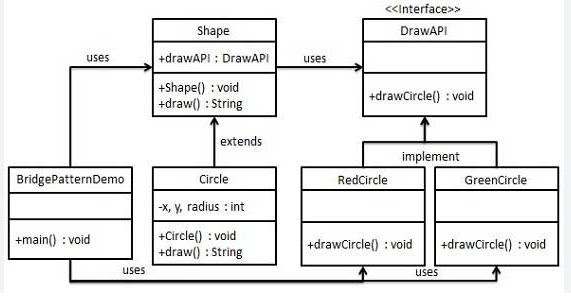 <<Interface>>
Shape
DrawAPI
uses
+drawAPI : DrawAPI
uses
+Shape() : void
+draw() : String
+drawCircle() : void
extends
implement
BridgePatternDemo
Circle
RedCircle
GreenCircle
-x, y, radius : int
+main() : void
+Circle() : void
+draw() : String
+drawCircle() : void
+drawCircle() : void
uses
uses